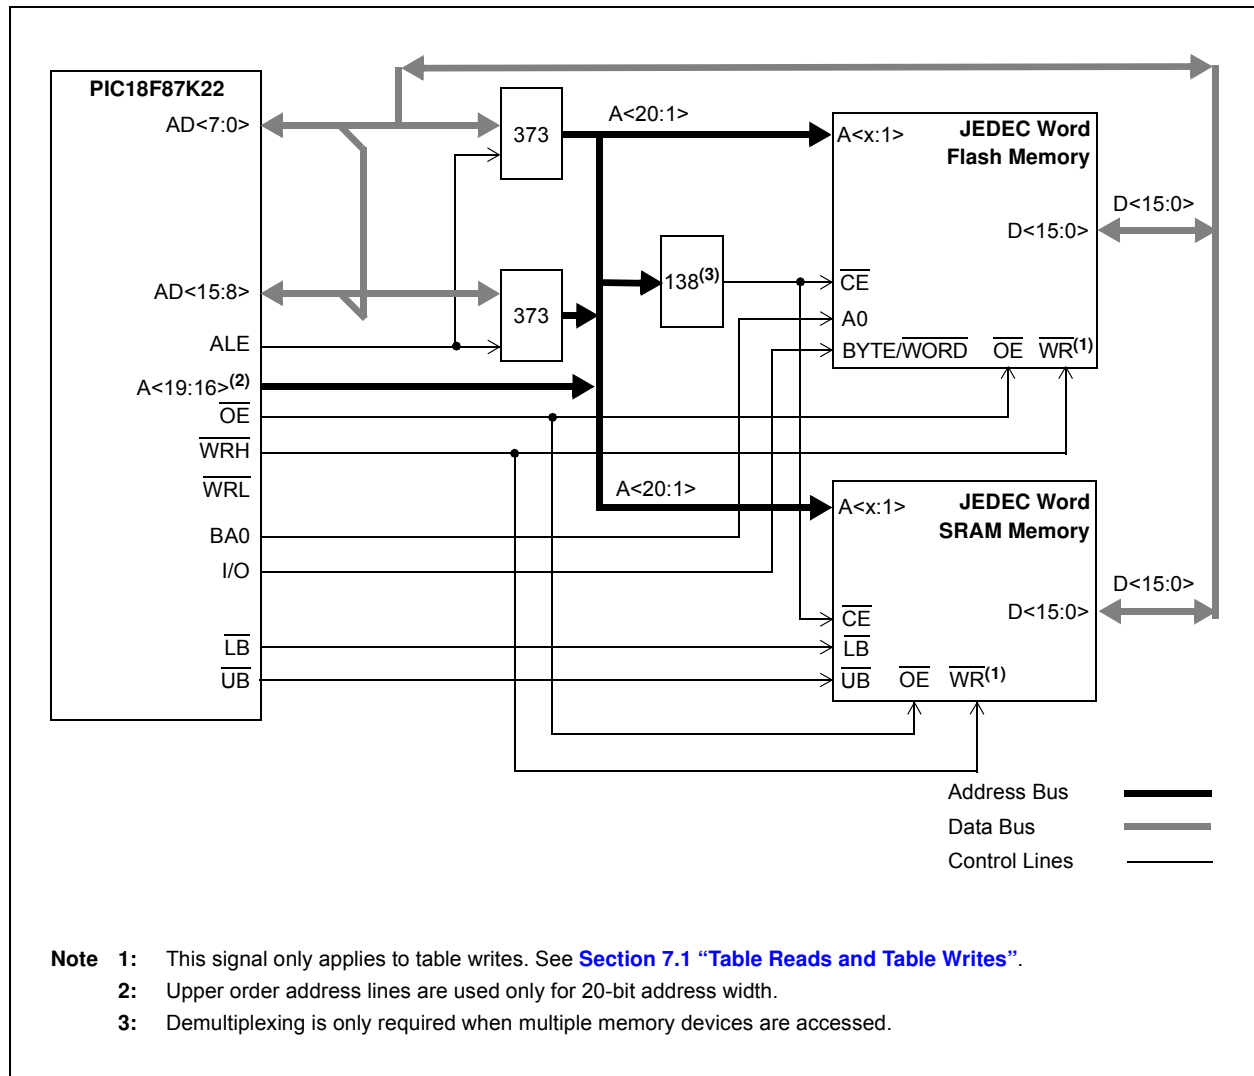 PIC18F87K22
AD<7:0>
373
A<20:1>
A<x:1>
JEDEC Word
Flash Memory
D<15:0>
D<15:0>
138(3)
AD<15:8>
373
CE
A0
ALE
BYTE/WORD OE WR(1)
A<19:16>(2)
OE
WRH
WRL
A<20:1>
A<x:1>
JEDEC Word
SRAM Memory
BA0
I/O
D<15:0>
D<15:0>
CE
LB
LB
UB
UB OE WR(1)
Address Bus
Data Bus
Control Lines
Note 1: This signal only applies to table writes. See Section 7.1 “Table Reads and Table Writes”.
2: Upper order address lines are used only for 20-bit address width.
3: Demultiplexing is only required when multiple memory devices are accessed.